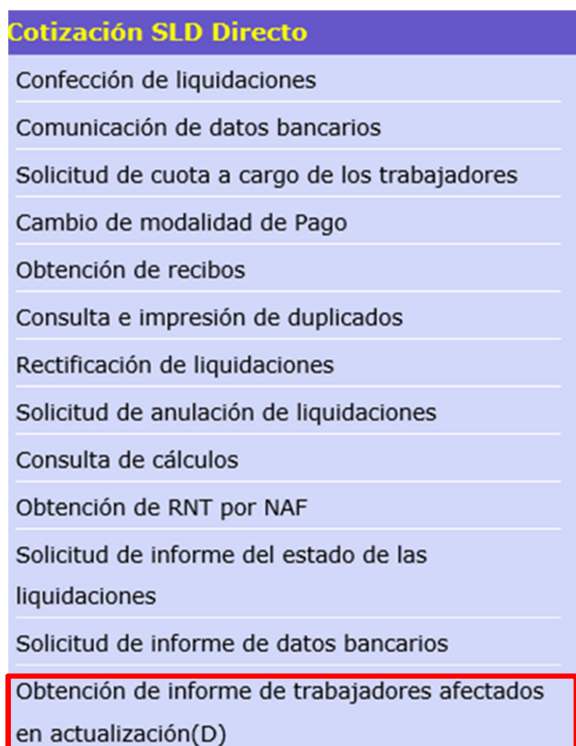 Cotización SLD Directo
Confección de liquidaciones
Comunicación de datos bancarios
Solicitud de cuota a cargo de los trabajadores
Cambio de modalidad de Pago
Obtención de recibos
Consulta e impresión de duplicados
Rectificación de liquidaciones
Solicitud de anulación de liquidaciones
Consulta de cálculos
Obtención de RNT por NAF
Solicitud de informe del estado de las
liquidaciones
Solicitud de informe de datos bancarios
Obtención de informe de trabajadores afectados
en actualización(D)